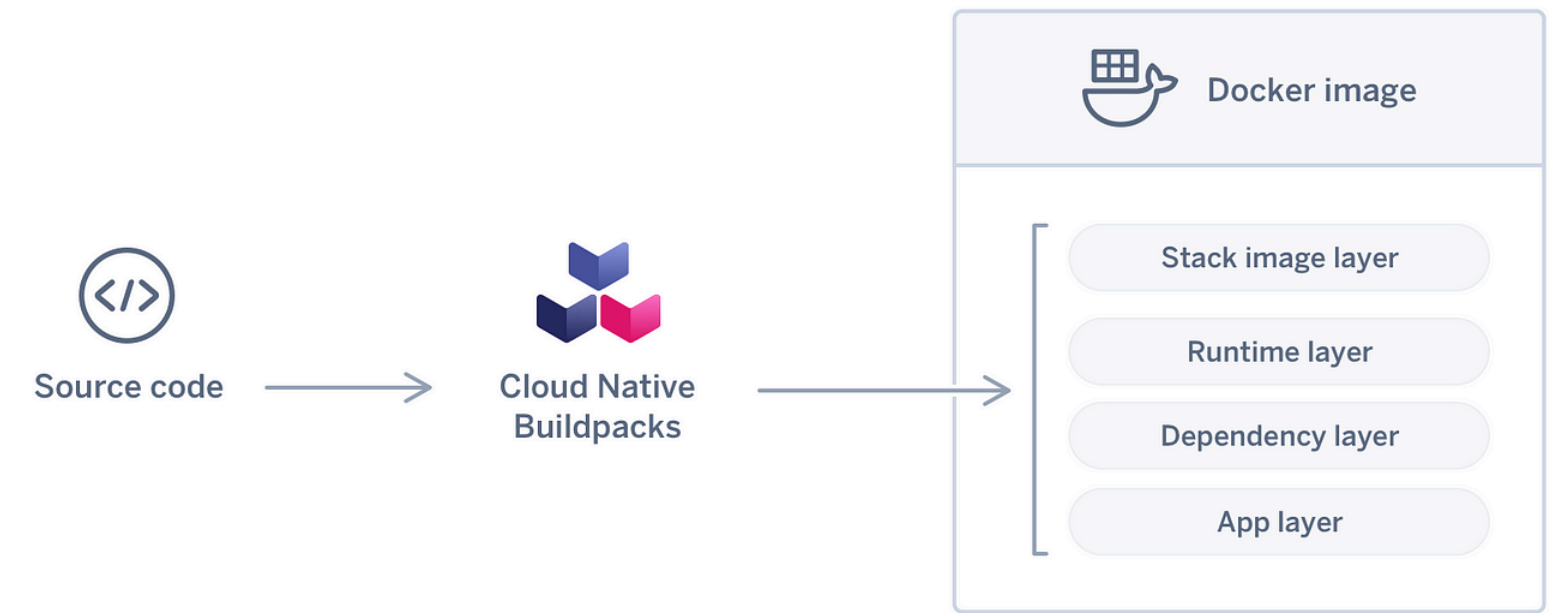 Docker image
Source code
Cloud Native
Buildpacks
Stack image layer
Runtime layer
Dependency layer
App layer